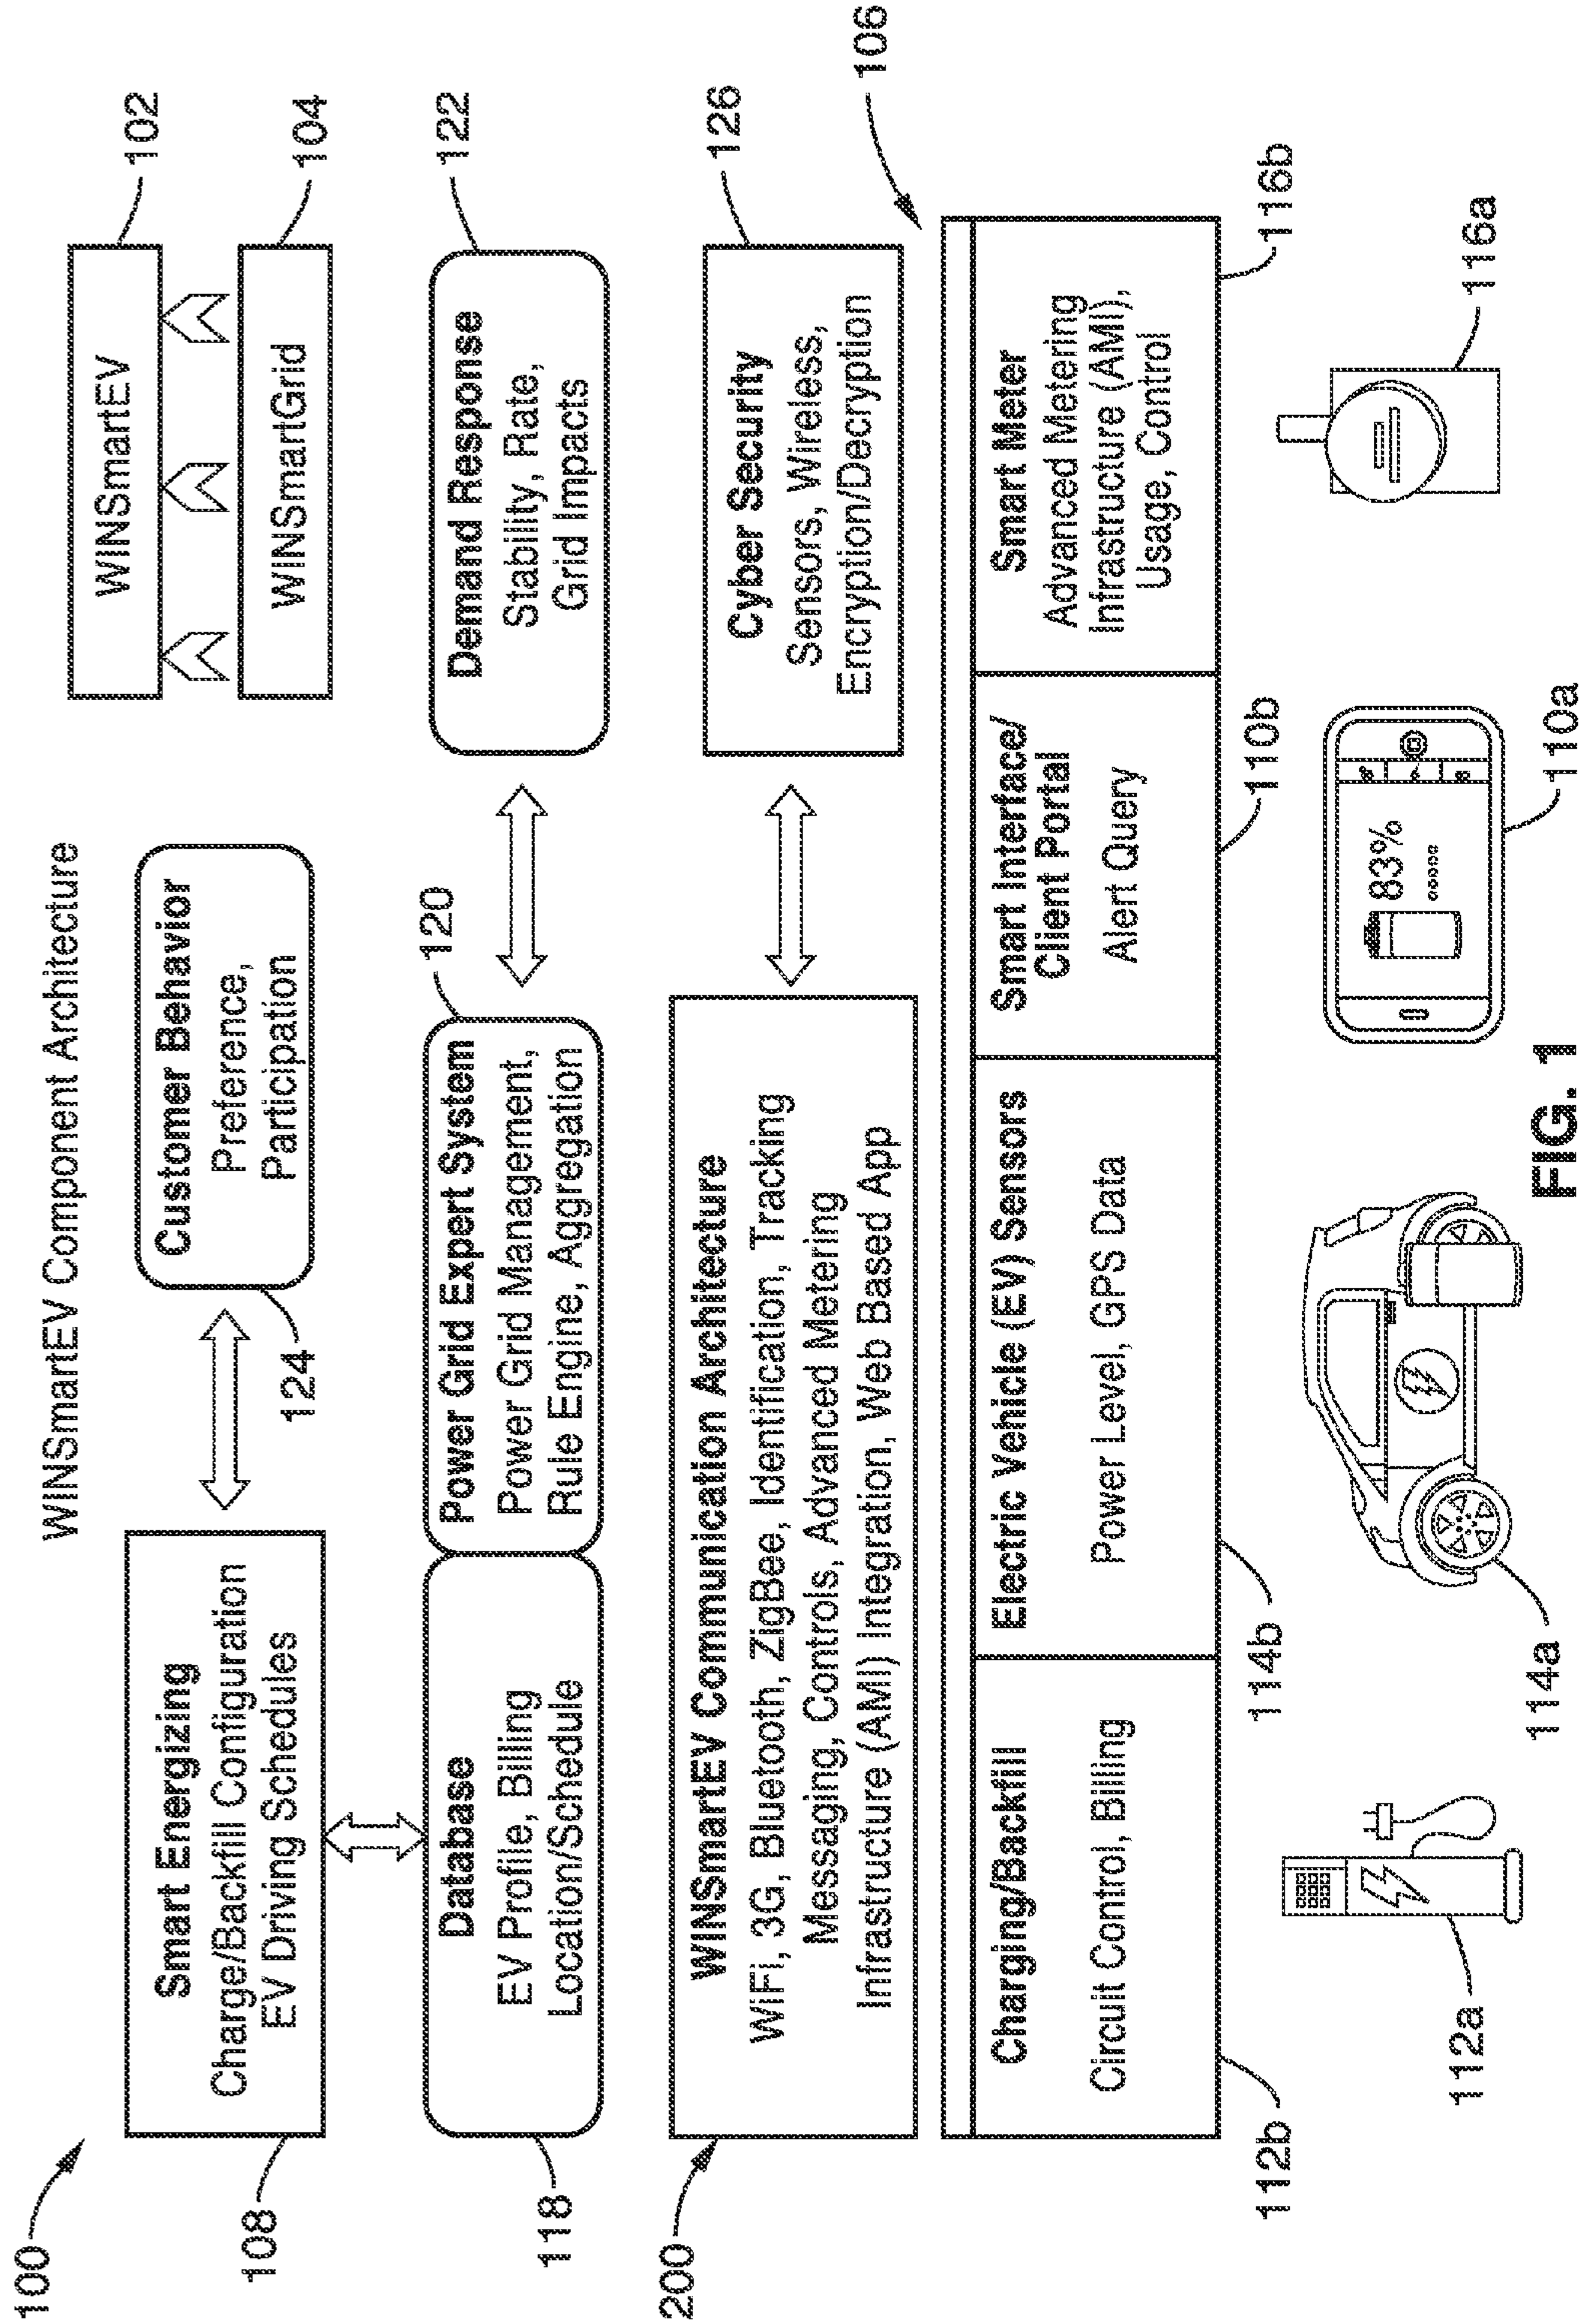 WINSmartEV Component Architecture
100
Smart Energizing
Charge/Backfill Configuration
EV Driving Schedules
108
Customer Behavior
Preference,
Participation
124
WINSmartEV
102
WINSmartGrid
104
Database
EV Profile, Billing
Location/Schedule
118
Power Grid Expert System
Power Grid Management,
Rule Engine, Aggregation
120
Demand Response
Stability, Rate,
Grid Impacts
122
WINSmartEV Communication Architecture
WiFi, 3G, Bluetooth, ZigBee, Identification, Tracking
Messaging, Controls, Advanced Metering
Infrastructure (AMI) Integration, Web Based App
200
Cyber Security
Sensors, Wireless,
Encryption/Decryption
126
106
Charging/Backfill
Circuit Control, Billing
112b
Electric Vehicle (EV) Sensors
Power Level, GPS Data
114b
Smart Interface/
Client Portal
Alert Query
110b
Smart Meter
Advanced Metering
Infrastructure (AMI),
Usage, Control
116b
112a
114a
83%
110a
116a
FIG. 1